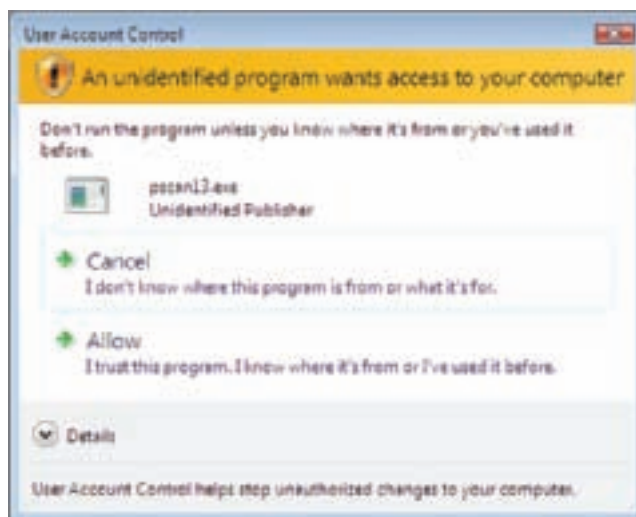 User Account Control
An unidentified program wants access to your computer
Don't run the program unless you know where it's from or you've used it
before.
pscan13.exe
Unidentified Publisher
Cancel
I don't know where this program is from or what it's for.
Allow
I trust this program. I know where it's from or I've used it before.
Details
User Account Control helps stop unauthorized changes to your computer.